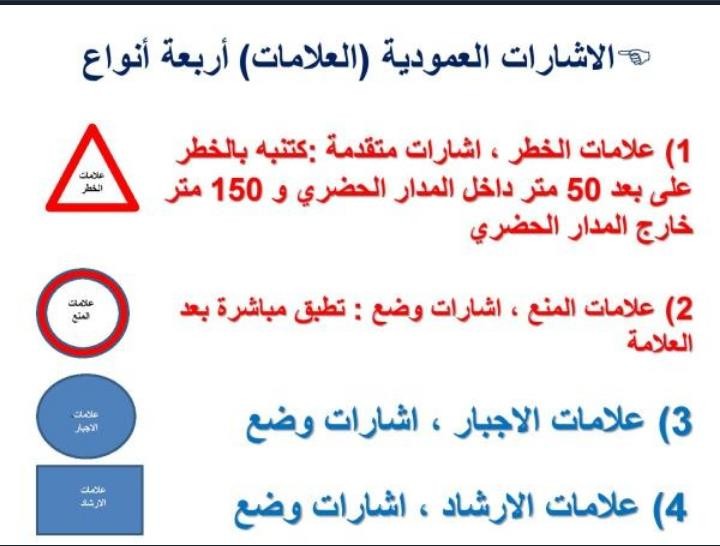 الاشارات العمودية (العلامات) أربعة أنواع
1) علامات الخطر ، اشارات متقدمة :كتنبه بالخطر
على بعد 50 متر داخل المدار الحضري و 150 متر
خارج المدار الحضري
علامات
الخطر
2) علامات المنع ، اشارات وضع : تطبق مباشرة بعد
العلامة
علامات
المنع
3) علامات الاجبار ، اشارات وضع
علامات
الاجبار
4) علامات الارشاد ، اشارات وضع
علامات
الارشاد